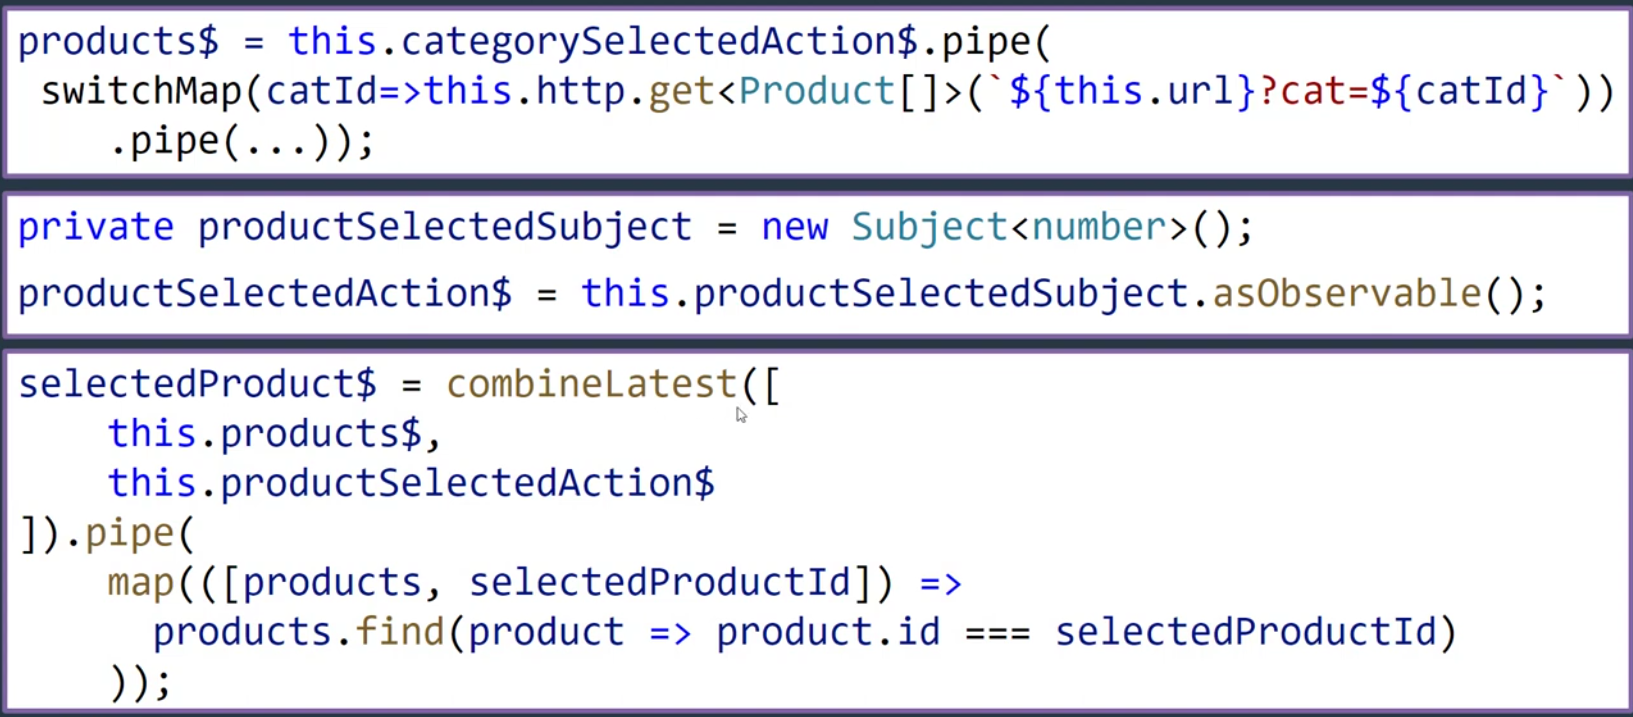 products$ = this.categorySelectedAction$.pipe(
switchMap(catId=>this.http.get<Product[]>(`${this.url}?cat=${catId}`))
.pipe(...));
private productSelectedSubject = new Subject<number>();
productSelectedAction$ = this.productSelectedSubject.asObservable();
selectedProduct$ = combineLatest([
this.products$,
this.productSelectedAction$
]).pipe(
map(([products, selectedProductId]) =>
products.find(product => product.id === selectedProductId)
));